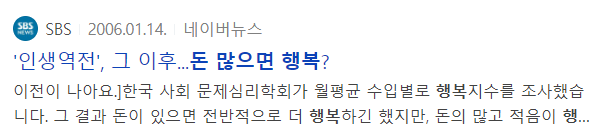 SBS NEWS
SBS 2006.01.14. 네이버뉴스
'인생역전', 그 이후...돈 많으면 행복?
이전이 나아요.]한국 사회 문제심리학회가 월평균 수입별로 행복지수를 조사했습
니다. 그 결과 돈이 있으면 전반적으로 더 행복하긴 했지만, 돈의 많고 적음이 행...